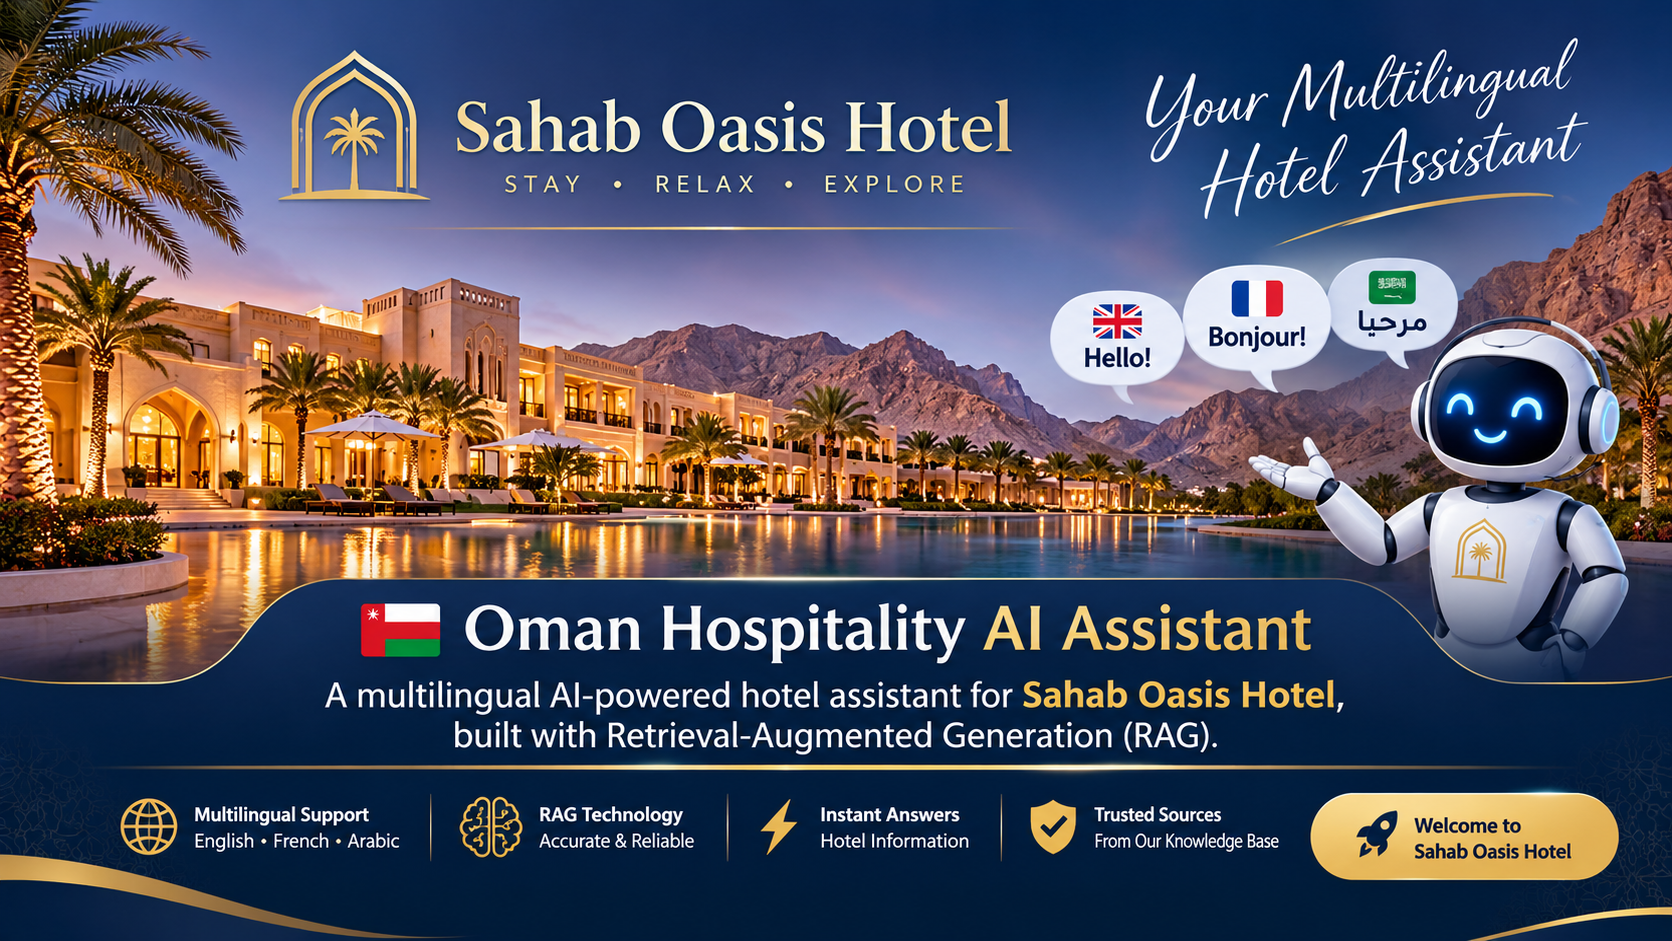 Sahab Oasis Hotel
STAY • RELAX • EXPLORE
Your Multilingual
Hotel Assistant
Hello!
Bonjour!
مرحيا
Oman Hospitality AI Assistant
A multilingual AI-powered hotel assistant for Sahab Oasis Hotel,
built with Retrieval-Augmented Generation (RAG).
Multilingual Support
English • French • Arabic
RAG Technology
Accurate & Reliable
Instant Answers
Hotel Information
Trusted Sources
From Our Knowledge Base
Welcome to
Sahab Oasis Hotel